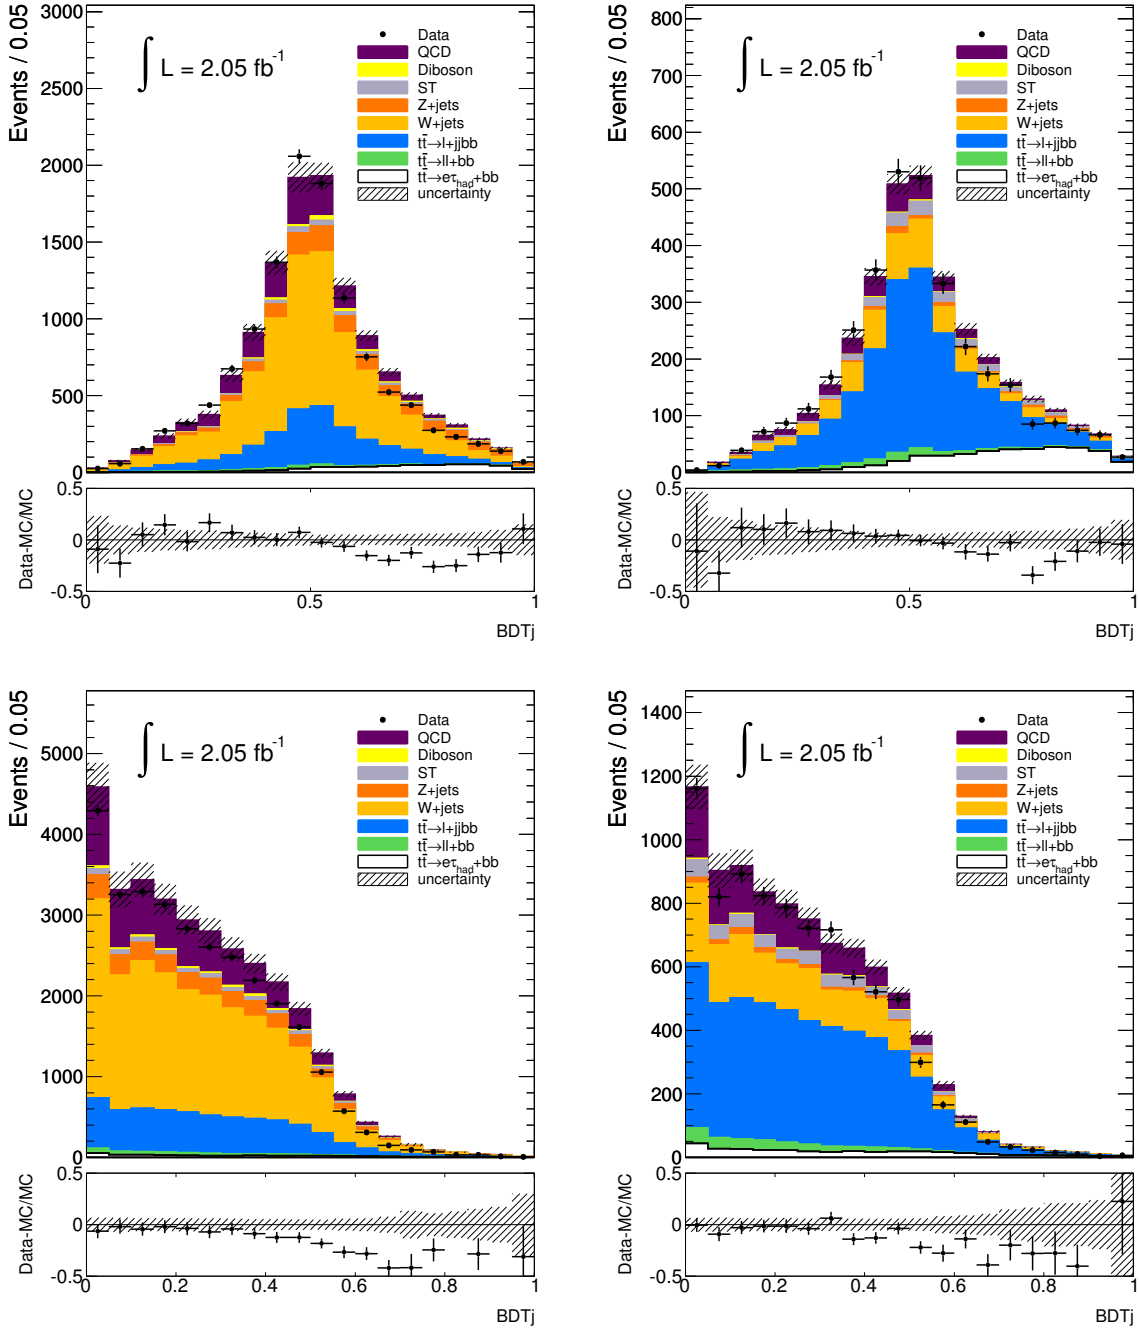 Events / 0.05
3000
2500
2000
1500
1000
500
0
∫ L = 2.05 fb⁻¹
Data
QCD
Diboson
ST
Z+jets
W+jets
tt̄→l+jjbb
tt̄→ll+bb
tt̄→eτ_had+bb
uncertainty
Data-MC/MC
0.5
0
-0.5
0 0.5 1
BDTj
Events / 0.05
800
700
600
500
400
300
200
100
0
∫ L = 2.05 fb⁻¹
Data
QCD
Diboson
ST
Z+jets
W+jets
tt̄→l+jjbb
tt̄→ll+bb
tt̄→eτ_had+bb
uncertainty
Data-MC/MC
0.5
0
-0.5
0 0.5 1
BDTj
Events / 0.05
5000
4000
3000
2000
1000
0
∫ L = 2.05 fb⁻¹
Data
QCD
Diboson
ST
Z+jets
W+jets
tt̄→l+jjbb
tt̄→ll+bb
tt̄→eτ_had+bb
uncertainty
Data-MC/MC
0.5
0
-0.5
0 0.2 0.4 0.6 0.8 1
BDTj
Events / 0.05
1400
1200
1000
800
600
400
200
0
∫ L = 2.05 fb⁻¹
Data
QCD
Diboson
ST
Z+jets
W+jets
tt̄→l+jjbb
tt̄→ll+bb
tt̄→eτ_had+bb
uncertainty
Data-MC/MC
0.5
0
-0.5
0 0.2 0.4 0.6 0.8 1
BDTj